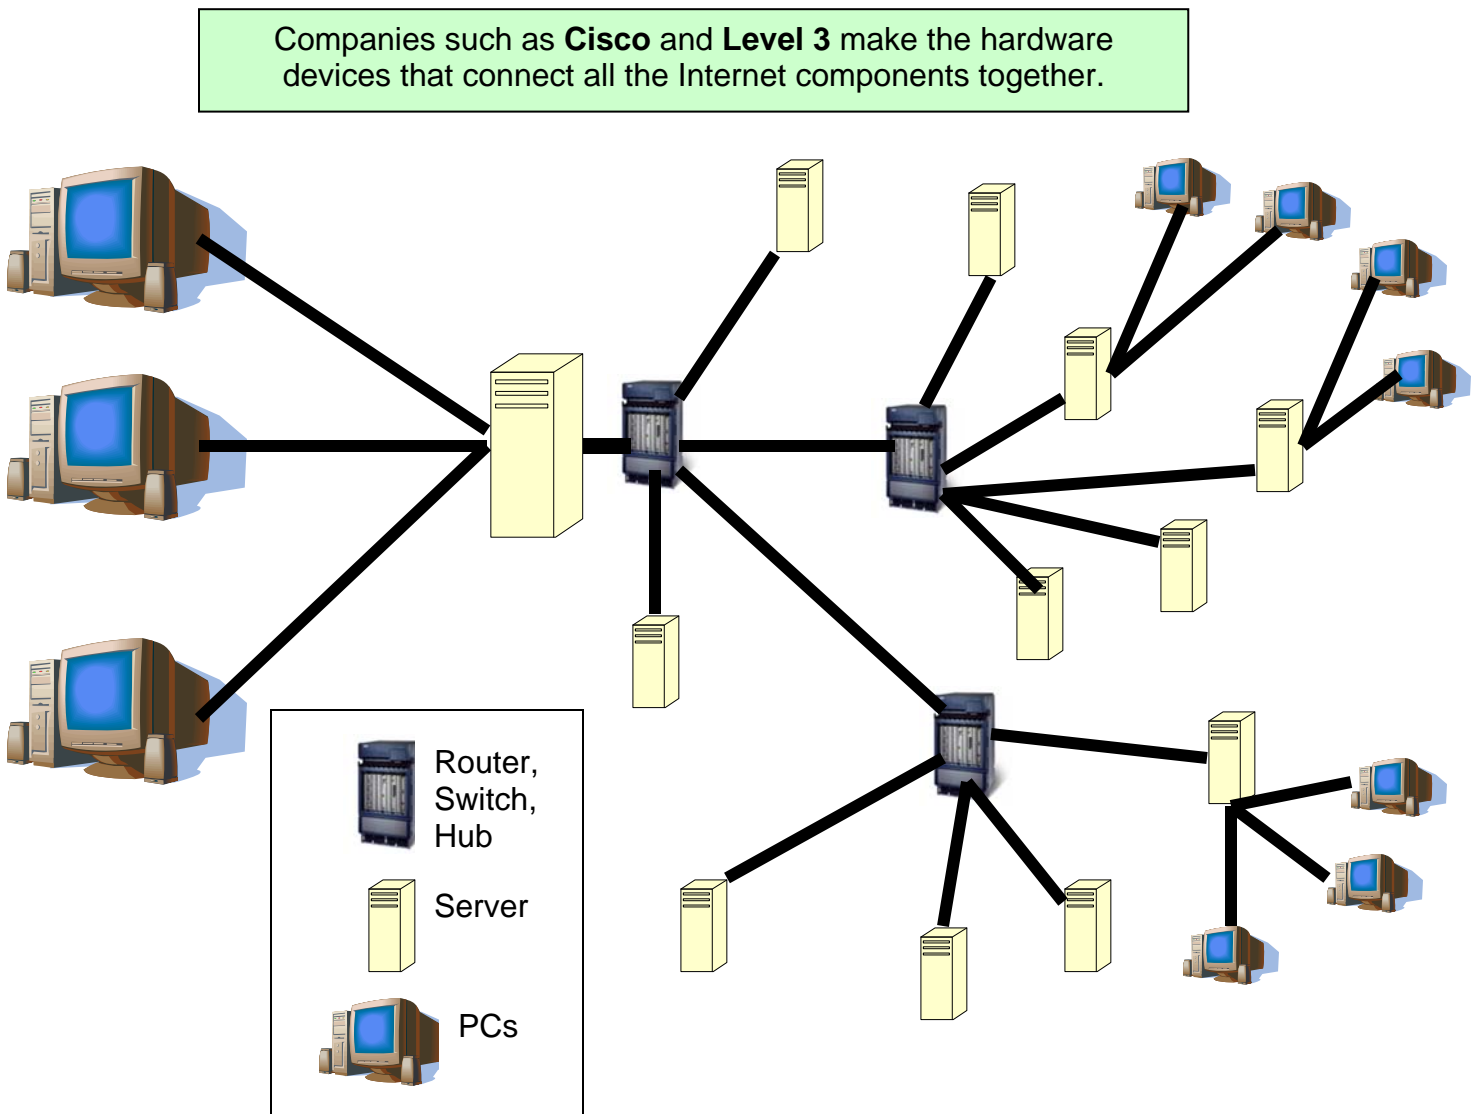 Companies such as Cisco and Level 3 make the hardware
devices that connect all the Internet components together.
Router,
Switch,
Hub
Server
PCs